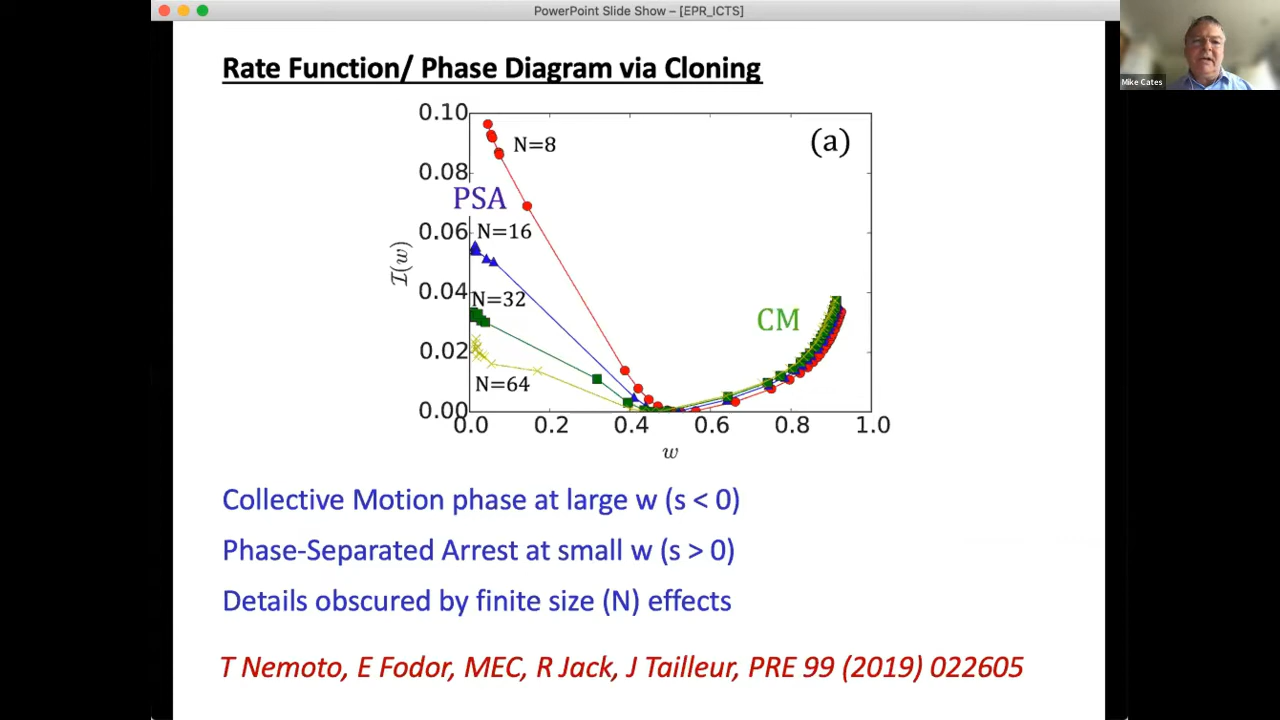 PowerPoint Slide Show – [EPR_ICTS]
Mike Cates
Rate Function/ Phase Diagram via Cloning
0.10
0.08
0.06
0.04
0.02
0.00
I(w)
(a)
N=8
PSA
N=16
N=32
CM
N=64
0.0 0.2 0.4 0.6 0.8 1.0
w
Collective Motion phase at large w (s < 0)
Phase-Separated Arrest at small w (s > 0)
Details obscured by finite size (N) effects
T Nemoto, E Fodor, MEC, R Jack, J Tailleur, PRE 99 (2019) 022605